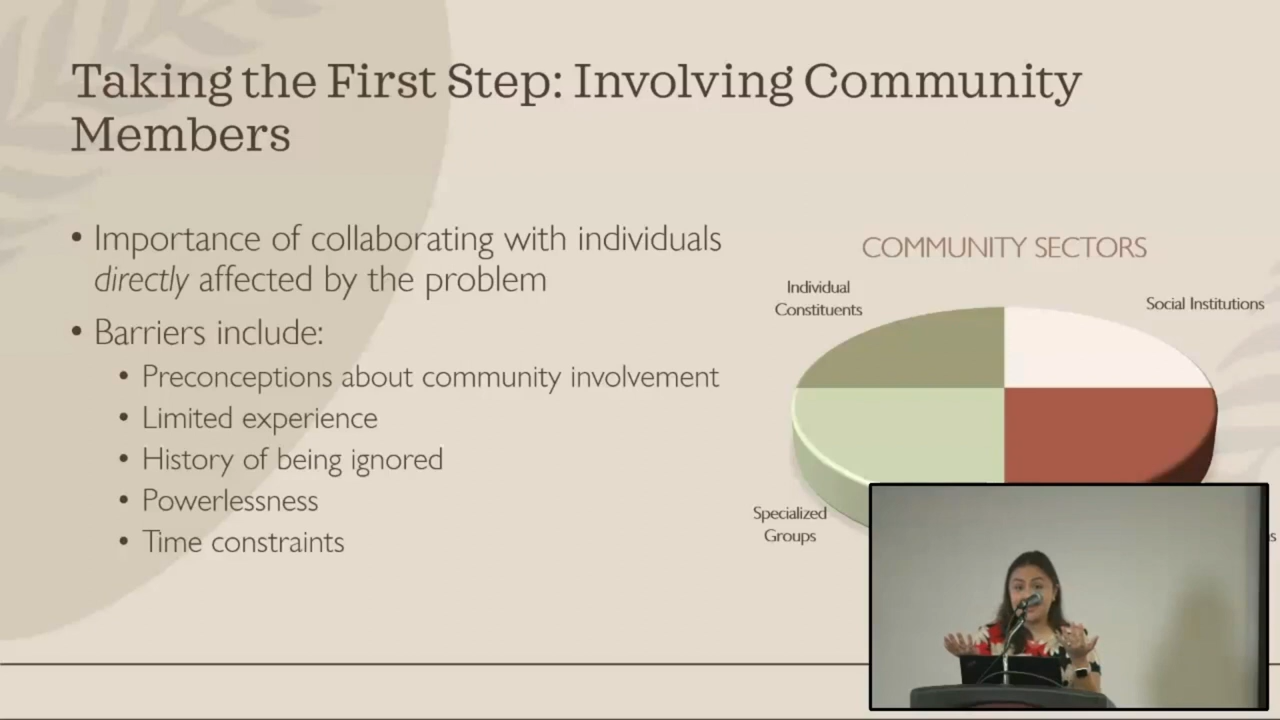 Taking the First Step: Involving Community
Members
• Importance of collaborating with individuals
directly affected by the problem
• Barriers include:
• Preconceptions about community involvement
• Limited experience
• History of being ignored
• Powerlessness
• Time constraints
COMMUNITY SECTORS
Individual
Constituents
Social Institutions
Specialized
Groups